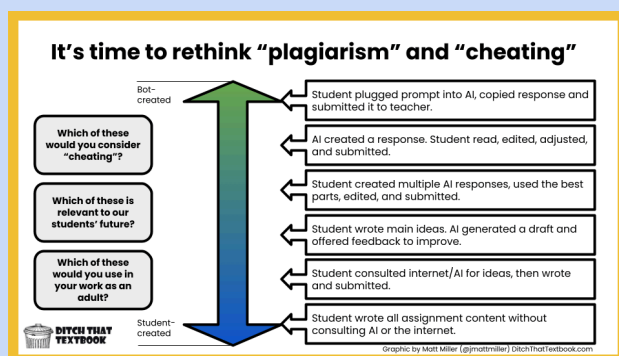 It's time to rethink “plagiarism” and “cheating”
Bot-
created
Student plugged prompt into AI, copied response and
submitted it to teacher.
Which of these
would you consider
“cheating”?
AI created a response. Student read, edited, adjusted,
and submitted.
Student created multiple AI responses, used the best
parts, edited, and submitted.
Which of these is
relevant to our
students’ future?
Student wrote main ideas. AI generated a draft and
offered feedback to improve.
Which of these
would you use in
your work as an
adult?
Student consulted internet/AI for ideas, then wrote
and submitted.
Student-
created
Student wrote all assignment content without
consulting AI or the internet.
DITCH THAT
TEXTBOOK
Graphic by Matt Miller (@jmattmiller) DitchThatTextbook.com